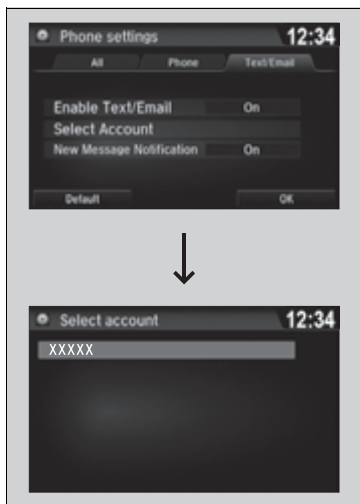 Phone settings 12:34
All Phone Text/Email
Enable Text/Email On
Select Account
New Message Notification On
Default OK
Select account 12:34
XXXXX